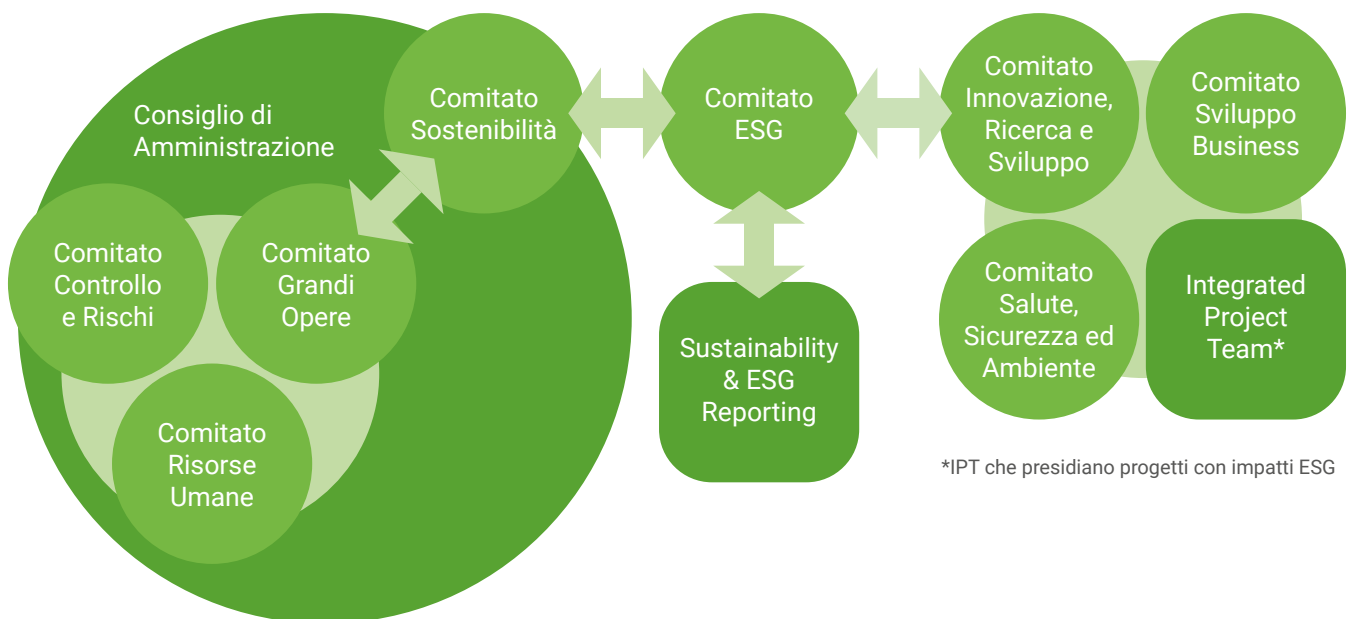 Consiglio di
Amministrazione
Comitato
Sostenibilità
Comitato
Controllo
e Rischi
Comitato
Grandi
Opere
Comitato
Risorse
Umane
Comitato
ESG
Sustainability
& ESG
Reporting
Comitato
Innovazione,
Ricerca e
Sviluppo
Comitato
Sviluppo
Business
Comitato
Salute,
Sicurezza ed
Ambiente
Integrated
Project
Team*
*IPT che presidiano progetti con impatti ESG